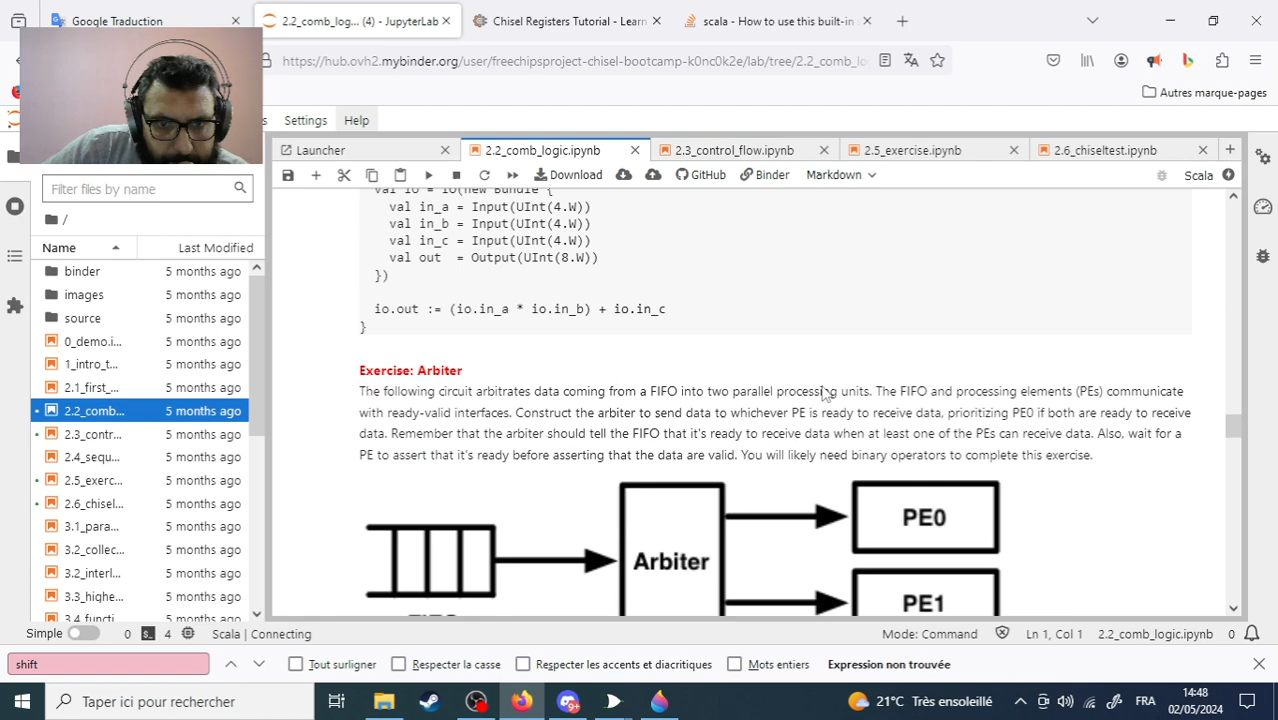 Google Traduction
2.2_comb_log... (4) - JupyterLab
Chisel Registers Tutorial - Learn
scala - How to use this built-in
https://hub.ovh2.mybinder.org/user/freechipsproject-chisel-bootcamp-k0nc0k2e/lab/tree/2.2_comb_lo
Autres marque-pages
Settings
Help
Launcher
2.2_comb_logic.ipynb
2.3_control_flow.ipynb
2.5_exercise.ipynb
2.6_chiseltest.ipynb
Download
GitHub
Binder
Markdown
Scala
Filter files by name
/
Name
Last Modified
binder 5 months ago
images 5 months ago
source 5 months ago
0_demo.i... 5 months ago
1_intro_t... 5 months ago
2.1_first_... 5 months ago
2.2_comb... 5 months ago
2.3_contr... 5 months ago
2.4_sequ... 5 months ago
2.5_exerc... 5 months ago
2.6_chisel... 5 months ago
3.1_para... 5 months ago
3.2_collec... 5 months ago
3.2_interl... 5 months ago
3.3_highe... 5 months ago
3.4_functi... 5 months ago
val io = IO(new Bundle {
val in_a = Input(UInt(4.W))
val in_b = Input(UInt(4.W))
val in_c = Input(UInt(4.W))
val out  = Output(UInt(8.W))
})
io.out := (io.in_a * io.in_b) + io.in_c
}
Exercise: Arbiter
The following circuit arbitrates data coming from a FIFO into two parallel processing units. The FIFO and processing elements (PEs) communicate
with ready-valid interfaces. Construct the arbiter to send data to whichever PE is ready to receive data, prioritizing PE0 if both are ready to receive
data. Remember that the arbiter should tell the FIFO that it's ready to receive data when at least one of the PEs can receive data. Also, wait for a
PE to assert that it's ready before asserting that the data are valid. You will likely need binary operators to complete this exercise.
PE0
Arbiter
PE1
FIFO
Simple
0
4
Scala | Connecting
Mode: Command
Ln 1, Col 1
2.2_comb_logic.ipynb
0
shift
Tout surligner
Respecter la casse
Respecter les accents et diacritiques
Mots entiers
Expression non trouvée
Taper ici pour rechercher
21°C Très ensoleillé
FRA
14:48
02/05/2024